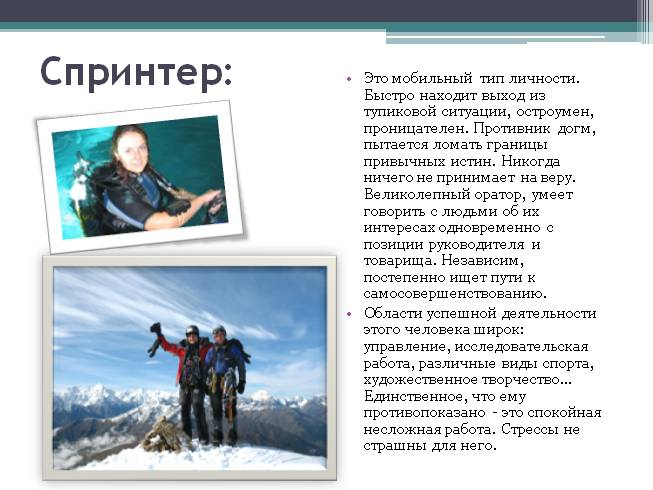 Спринтер:
• Это мобильный тип личности.
Быстро находит выход из
тупиковой ситуации, остроумен,
проницателен. Противник догм,
пытается ломать границы
привычных истин. Никогда
ничего не принимает на веру.
Великолепный оратор, умеет
говорить с людьми об их
интересах одновременно с
позиции руководителя и
товарища. Независим,
постепенно ищет пути к
самосовершенствованию.
• Области успешной деятельности
этого человека широк:
управление, исследовательская
работа, различные виды спорта,
художественное творчество...
Единственное, что ему
противопоказано - это спокойная
несложная работа. Стрессы не
страшны для него.